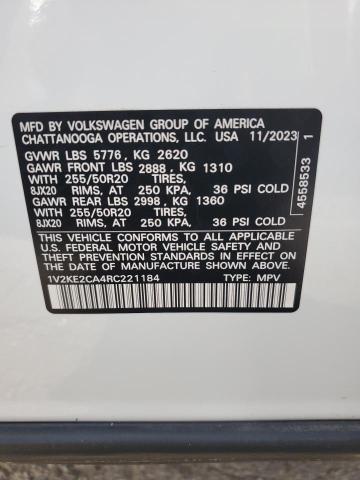 MFD BY VOLKSWAGEN GROUP OF AMERICA
CHATTANOOGA OPERATIONS, LLC. USA 11/2023
GVWR LBS 5776, KG 2620
GAWR FRONT LBS 2888, KG 1310
WITH 255/50R20 TIRES,
8JX20 RIMS, AT 250 KPA, 36 PSI COLD
GAWR REAR LBS 2998, KG 1360
WITH 255/50R20 TIRES,
8JX20 RIMS, AT 250 KPA, 36 PSI COLD
THIS VEHICLE CONFORMS TO ALL APPLICABLE
U.S. FEDERAL MOTOR VEHICLE SAFETY AND
THEFT PREVENTION STANDARDS IN EFFECT ON THE
DATE OF MANUFACTURE SHOWN ABOVE.
1V2KE2CA4RC221184 TYPE: MPV
4558533 1